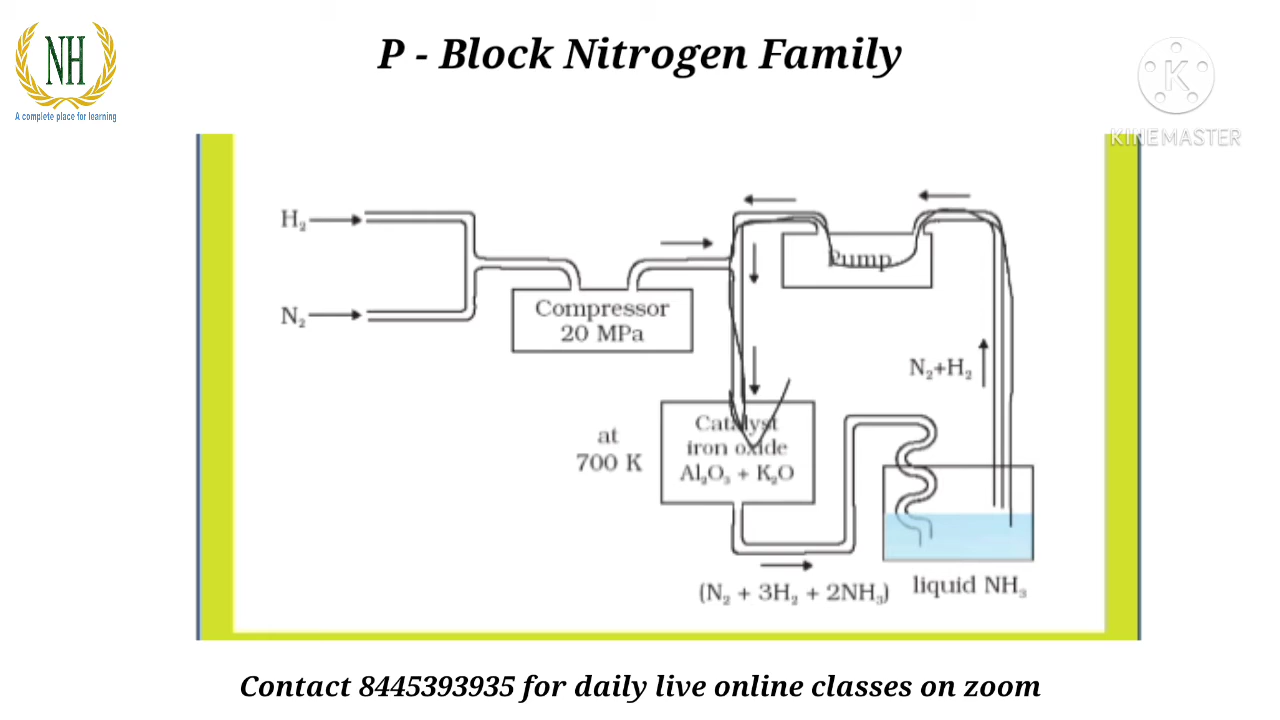 P - Block Nitrogen Family
NH
A complete place for learning
K
KINEMASTER
H₂
N₂
Compressor
20 MPa
Pump
N₂+H₂
at
700 K
Catalyst
iron oxide
Al₂O₃ + K₂O
(N₂ + 3H₂ + 2NH₃)
liquid NH₃
Contact 8445393935 for daily live online classes on zoom